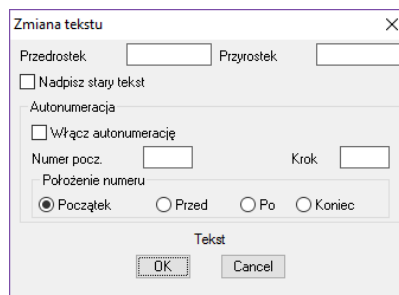 Zmiana tekstu
Przedrostek Przyrostek
Nadpisz stary tekst
Autonumeracja
Włącz autonumerację
Numer pocz. Krok
Położenie numeru
Początek Przed Po Koniec
Tekst
OK Cancel